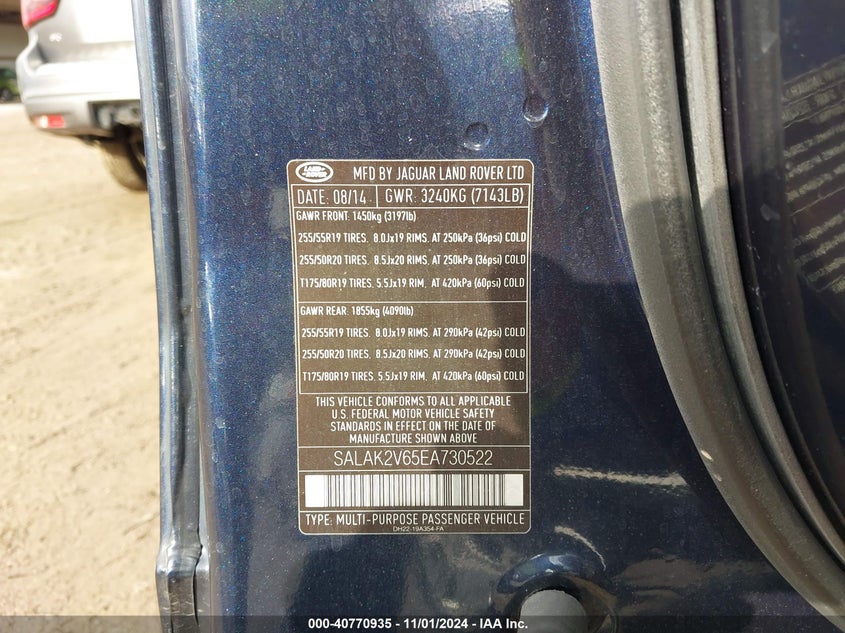 LAND ROVER MFD BY JAGUAR LAND ROVER LTD
DATE: 08/14 GWR: 3240KG (7143LB)
GAWR FRONT: 1450kg (3197lb)
255/55R19 TIRES. 8.0Jx19 RIMS. AT 250kPa (36psi) COLD
255/50R20 TIRES. 8.5Jx20 RIMS. AT 250kPa (36psi) COLD
T175/80R19 TIRES. 5.5Jx19 RIM. AT 420kPa (60psi) COLD
GAWR REAR: 1855kg (4090lb)
255/55R19 TIRES. 8.0Jx19 RIMS. AT 290kPa (42psi) COLD
255/50R20 TIRES. 8.5Jx20 RIMS. AT 290kPa (42psi) COLD
T175/80R19 TIRES. 5.5Jx19 RIM. AT 420kPa (60psi) COLD
THIS VEHICLE CONFORMS TO ALL APPLICABLE
U.S. FEDERAL MOTOR VEHICLE SAFETY
STANDARDS IN EFFECT ON THE DATE OF
MANUFACTURE SHOWN ABOVE
SALAK2V65EA730522
TYPE: MULTI-PURPOSE PASSENGER VEHICLE
DH22-19A354-FA
000-40770935 - 11/01/2024 - IAA Inc.